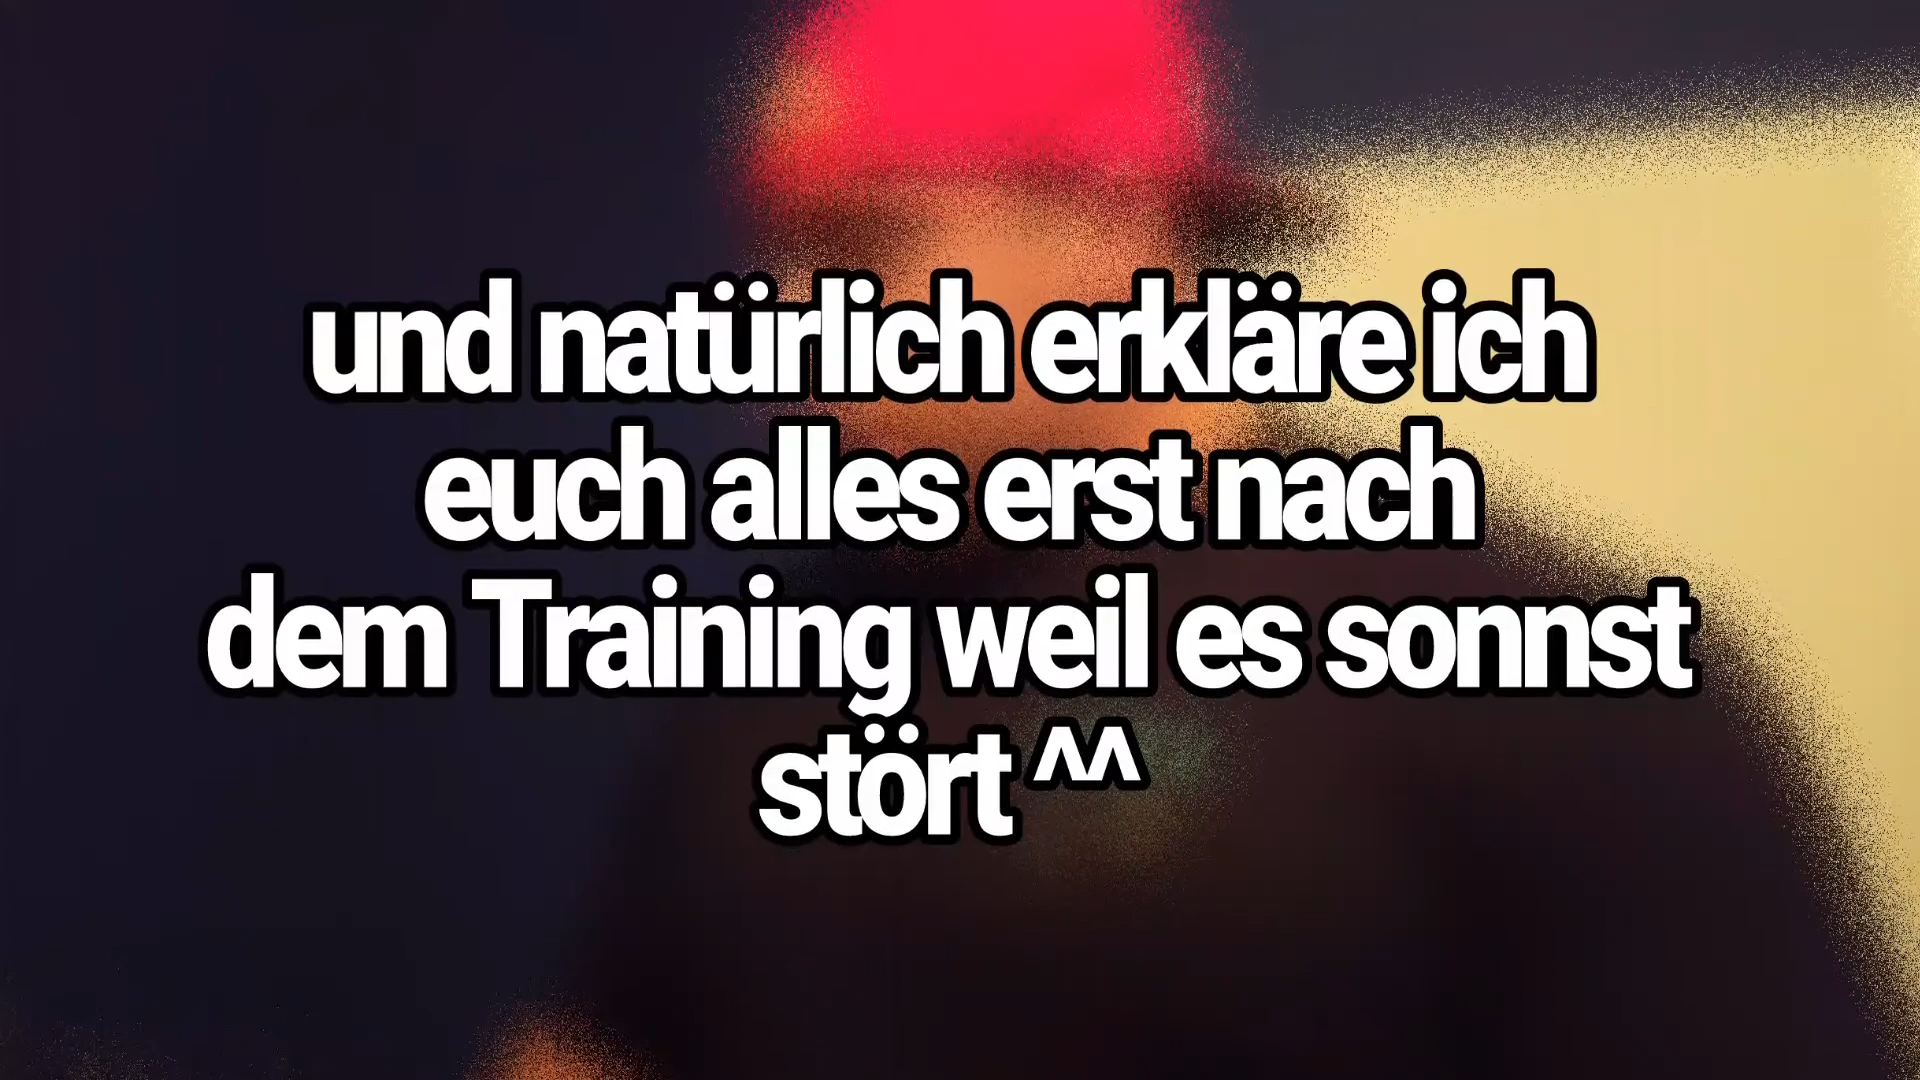 und natürlich erkläre ich
euch alles erst nach
dem Training weil es sonnst
stört ^^